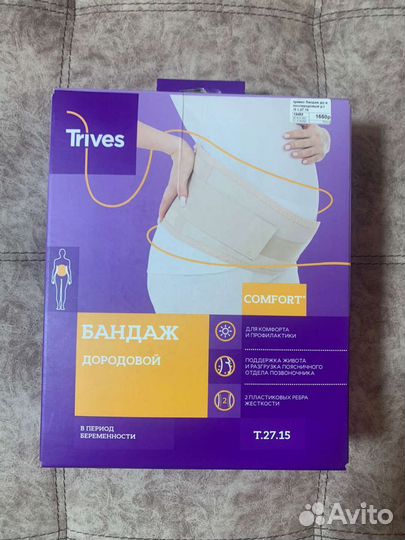 Trives
1660р
COMFORT
БАНДАЖ
ДОРОДОВОЙ
ДЛЯ КОМФОРТА
И ПРОФИЛАКТИКИ
ПОДДЕРЖКА ЖИВОТА
И РАЗГРУЗКА ПОЯСНИЧНОГО
ОТДЕЛА ПОЗВОНОЧНИКА
2
2 ПЛАСТИКОВЫХ РЕБРА
ЖЕСТКОСТИ
В ПЕРИОД
БЕРЕМЕННОСТИ
Т.27.15
Avito